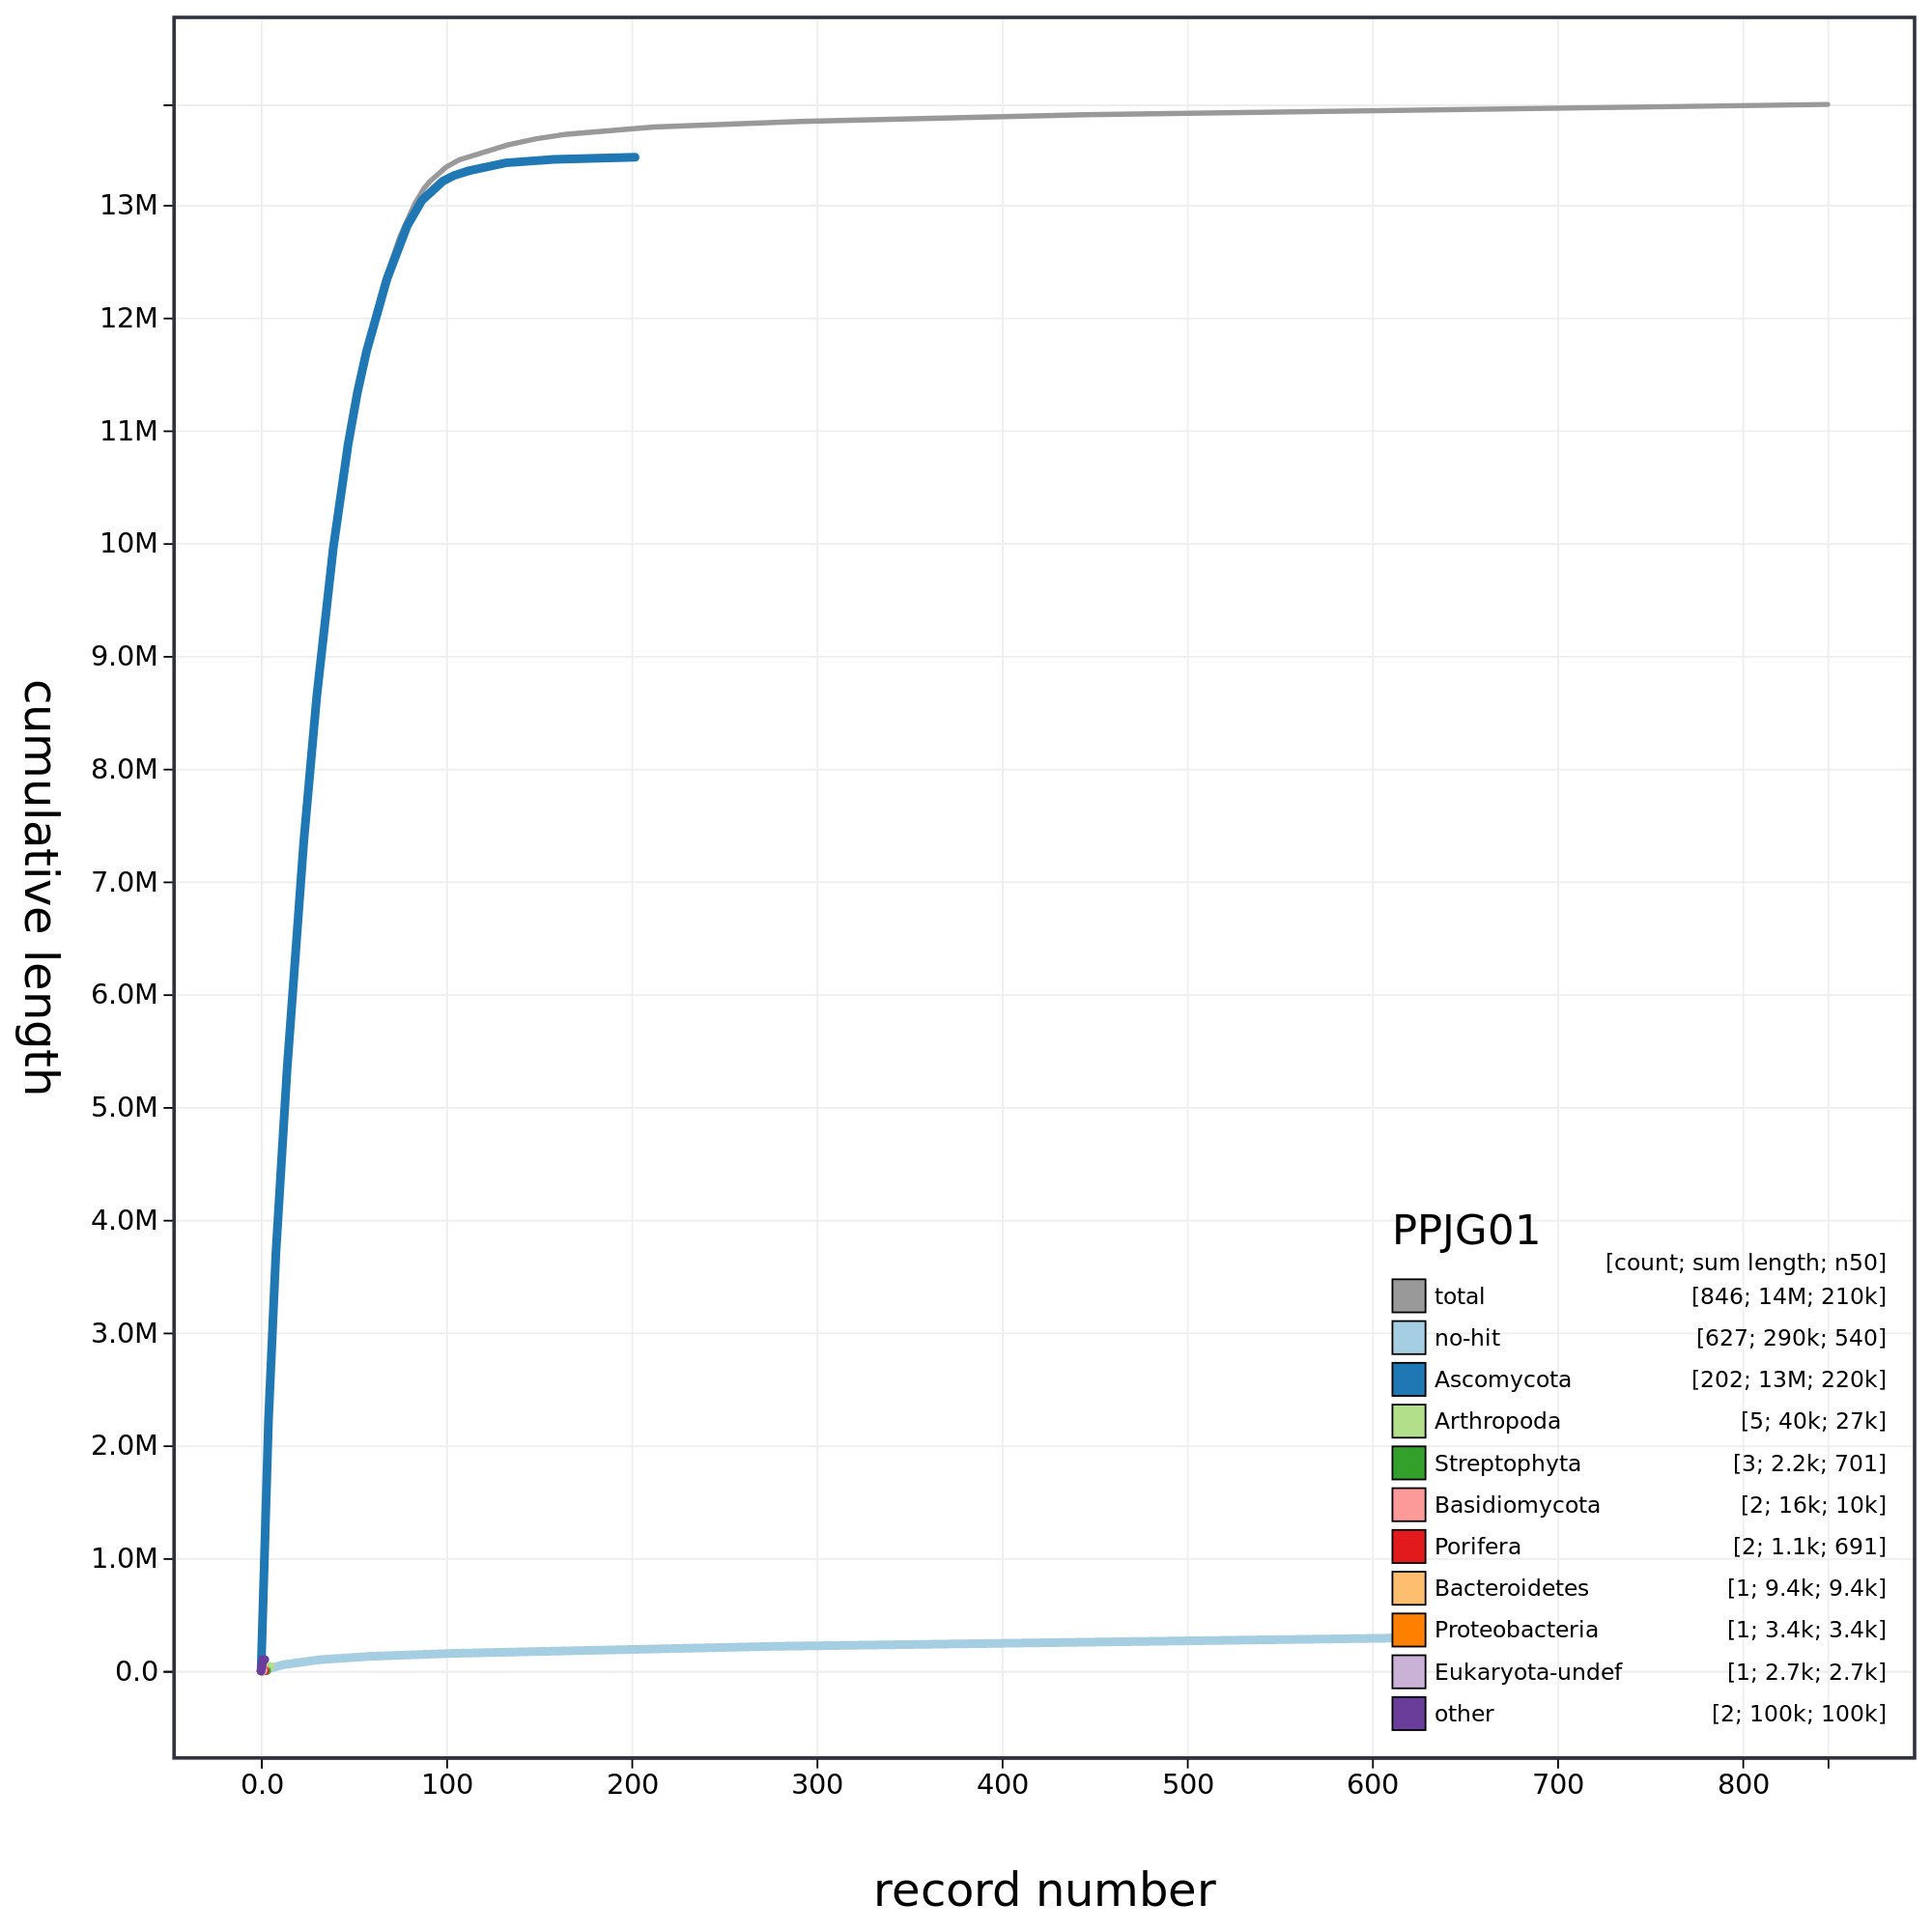 cumulative length
13M
12M
11M
10M
9.0M
8.0M
7.0M
6.0M
5.0M
4.0M
3.0M
2.0M
1.0M
0.0
PPJG01
[count; sum length; n50]
total [846; 14M; 210k]
no-hit [627; 290k; 540]
Ascomycota [202; 13M; 220k]
Arthropoda [5; 40k; 27k]
Streptophyta [3; 2.2k; 701]
Basidiomycota [2; 16k; 10k]
Porifera [2; 1.1k; 691]
Bacteroidetes [1; 9.4k; 9.4k]
Proteobacteria [1; 3.4k; 3.4k]
Eukaryota-undef [1; 2.7k; 2.7k]
other [2; 100k; 100k]
0.0 100 200 300 400 500 600 700 800
record number